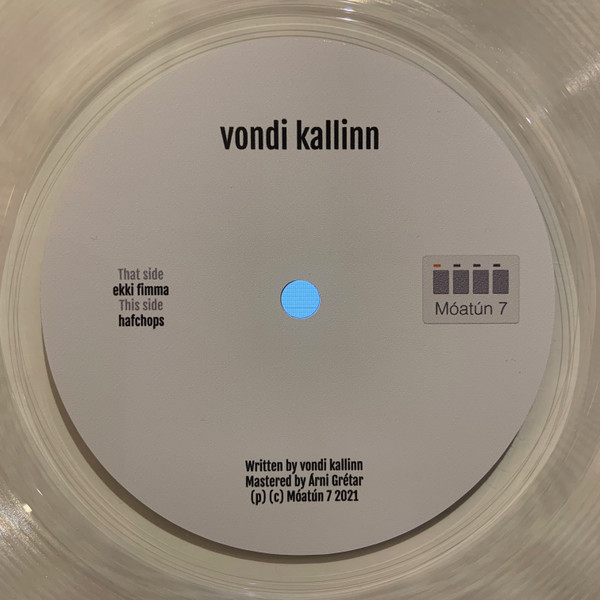 vondi kallinn
That side
ekki fimma
This side
hafchops
Móatún 7
Written by vondi kallinn
Mastered by Árni Grétar
(p) (c) Móatún 7 2021